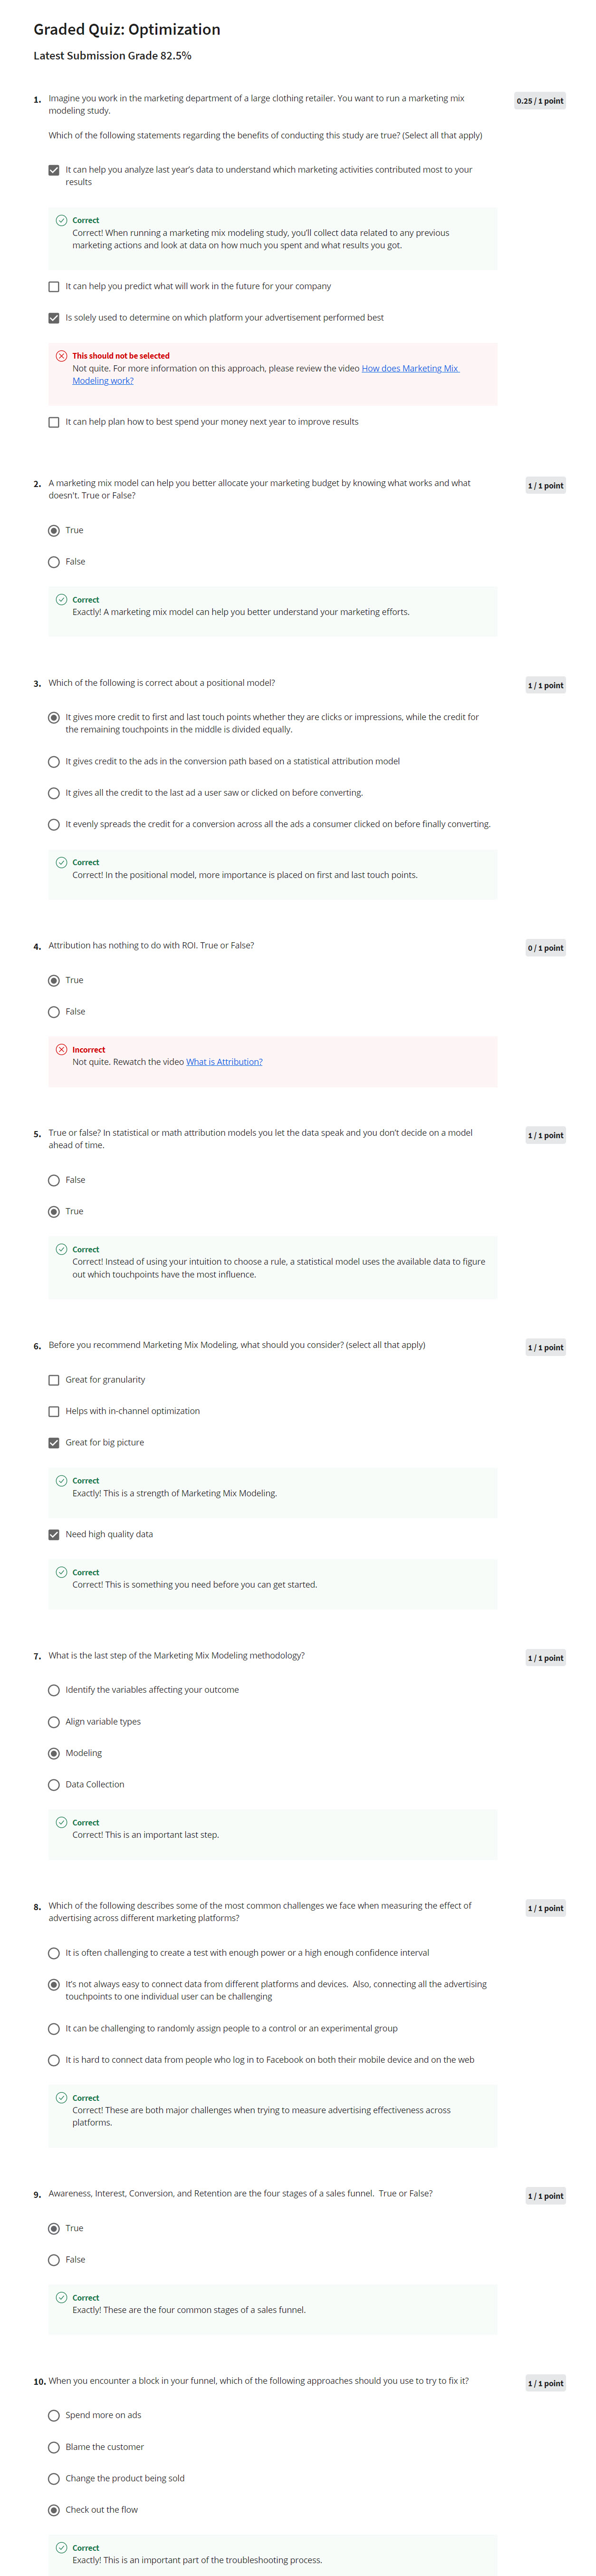 Graded Quiz: Optimization
Latest Submission Grade 82.5%
1. Imagine you work in the marketing department of a large clothing retailer. You want to run a marketing mix
modeling study.
0.25 / 1 point
Which of the following statements regarding the benefits of conducting this study are true? (Select all that apply)
It can help you analyze last year's data to understand which marketing activities contributed most to your
results
Correct
Correct! When running a marketing mix modeling study, you'll collect data related to any previous
marketing actions and look at data on how much you spent and what results you got.
It can help you predict what will work in the future for your company
Is solely used to determine on which platform your advertisement performed best
This should not be selected
Not quite. For more information on this approach, please review the video How does Marketing Mix
Modeling work?
It can help plan how to best spend your money next year to improve results
2. A marketing mix model can help you better allocate your marketing budget by knowing what works and what
doesn't. True or False?
1 / 1 point
True
False
Correct
Exactly! A marketing mix model can help you better understand your marketing efforts.
3. Which of the following is correct about a positional model?
1 / 1 point
It gives more credit to first and last touch points whether they are clicks or impressions, while the credit for
the remaining touchpoints in the middle is divided equally.
It gives credit to the ads in the conversion path based on a statistical attribution model
It gives all the credit to the last ad a user saw or clicked on before converting.
It evenly spreads the credit for a conversion across all the ads a consumer clicked on before finally converting.
Correct
Correct! In the positional model, more importance is placed on first and last touch points.
4. Attribution has nothing to do with ROI. True or False?
0 / 1 point
True
False
Incorrect
Not quite. Rewatch the video What is Attribution?
5. True or false? In statistical or math attribution models you let the data speak and you don't decide on a model
ahead of time.
1 / 1 point
False
True
Correct
Correct! Instead of using your intuition to choose a rule, a statistical model uses the available data to figure
out which touchpoints have the most influence.
6. Before you recommend Marketing Mix Modeling, what should you consider? (select all that apply)
1 / 1 point
Great for granularity
Helps with in-channel optimization
Great for big picture
Correct
Exactly! This is a strength of Marketing Mix Modeling.
Need high quality data
Correct
Correct! This is something you need before you can get started.
7. What is the last step of the Marketing Mix Modeling methodology?
1 / 1 point
Identify the variables affecting your outcome
Align variable types
Modeling
Data Collection
Correct
Correct! This is an important last step.
8. Which of the following describes some of the most common challenges we face when measuring the effect of
advertising across different marketing platforms?
1 / 1 point
It is often challenging to create a test with enough power or a high enough confidence interval
It's not always easy to connect data from different platforms and devices. Also, connecting all the advertising
touchpoints to one individual user can be challenging
It can be challenging to randomly assign people to a control or an experimental group
It is hard to connect data from people who log in to Facebook on both their mobile device and on the web
Correct
Correct! These are both major challenges when trying to measure advertising effectiveness across
platforms.
9. Awareness, Interest, Conversion, and Retention are the four stages of a sales funnel. True or False?
1 / 1 point
True
False
Correct
Exactly! These are the four common stages of a sales funnel.
10. When you encounter a block in your funnel, which of the following approaches should you use to try to fix it?
1 / 1 point
Spend more on ads
Blame the customer
Change the product being sold
Check out the flow
Correct
Exactly! This is an important part of the troubleshooting process.